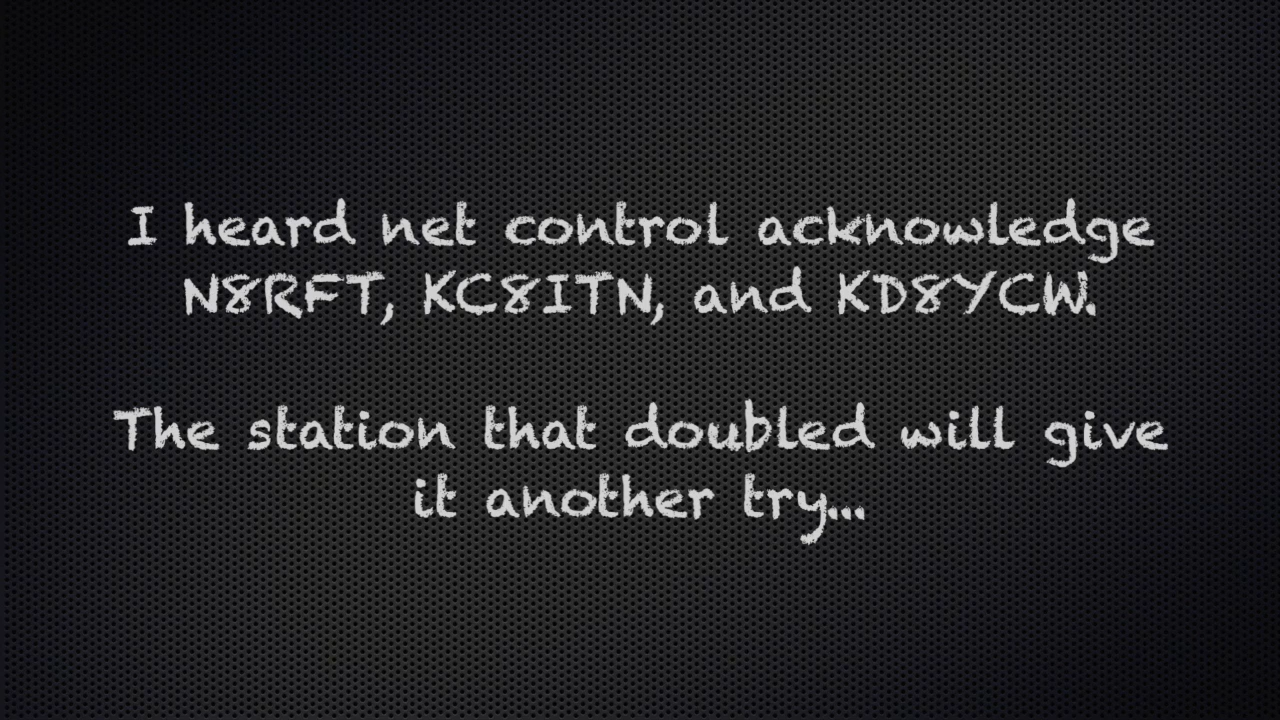 I heard net control acknowledge
N8RFT, KC8ITN, and KD8YCW.
The station that doubled will give
it another try...